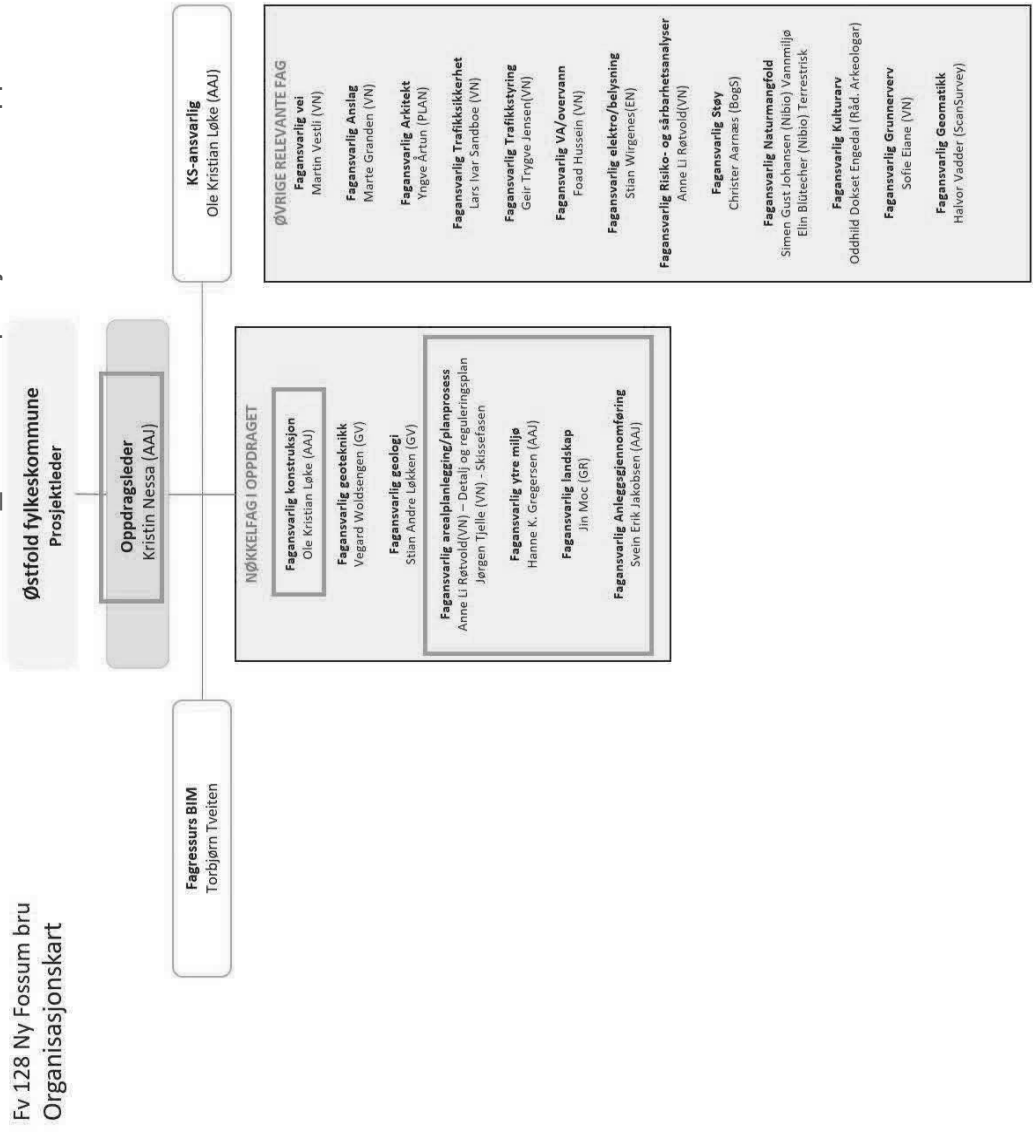 Fv 128 Ny Fossum bru
Organisasjonskart
Østfold fylkeskommune
Prosjektleder
Oppdragsleder
Kristin Nessa (AAJ)
Fagressurs BIM
Torbjørn Tveiten
KS-ansvarlig
Ole Kristian Løke (AAJ)
NØKKELFAG I OPPDRAGET
Fagansvarlig konstruksjon
Ole Kristian Løke (AAJ)
Fagansvarlig geoteknikk
Vegard Woldsengen (GV)
Fagansvarlig geologi
Stian Andre Løkken (GV)
Fagansvarlig arealplanlegging/planprosess
Anne Li Røtvold(VN) – Detalj og reguleringsplan
Jørgen Tjelle (VN) - Skissefasen
Fagansvarlig ytre miljø
Hanne K. Gregersen (AAJ)
Fagansvarlig landskap
Jin Moc (GR)
Fagansvarlig Anleggsgjennomføring
Svein Erik Jakobsen (AAJ)
ØVRIGE RELEVANTE FAG
Fagansvarlig vei
Martin Vestli (VN)
Fagansvarlig Anslag
Marte Granden (VN)
Fagansvarlig Arkitekt
Yngve Årtun (PLAN)
Fagansvarlig Trafikksikkerhet
Lars Ivar Sandboe (VN)
Fagansvarlig Trafikkstyring
Geir Trygve Jensen(VN)
Fagansvarlig VA/overvann
Foad Hussein (VN)
Fagansvarlig elektro/belysning
Stian Wirgenes(EN)
Fagansvarlig Risiko- og sårbarhetsanalyser
Anne Li Røtvold(VN)
Fagansvarlig Støy
Christer Aarnæs (BogS)
Fagansvarlig Naturmangfold
Simen Gust Johansen (Nibio) Vannmiljø
Elin Blütecher (Nibio) Terrestrisk
Fagansvarlig Kulturarv
Oddhild Dokset Engedal (Råd. Arkeologar)
Fagansvarlig Grunnerverv
Sofie Eiane (VN)
Fagansvarlig Geomatikk
Halvor Vadder (ScanSurvey)